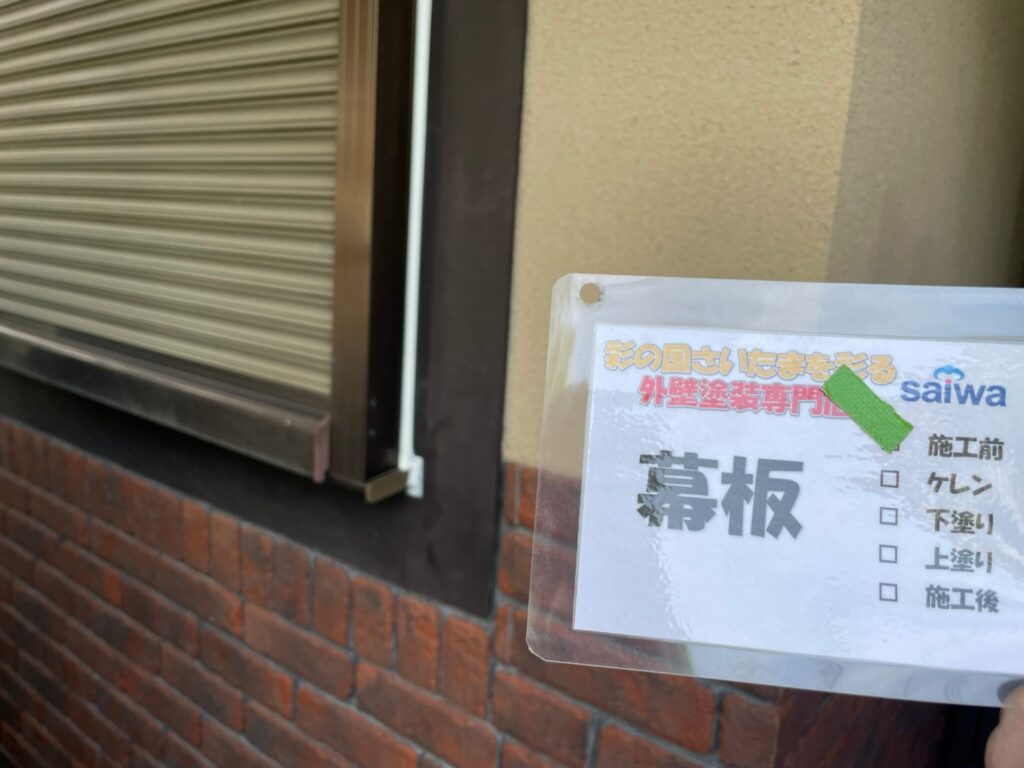 彩の国さいたまを彩る
外壁塗装専門
saiwa
幕板
施工前
□ ケレン
□ 下塗り
□ 上塗り
□ 施工後